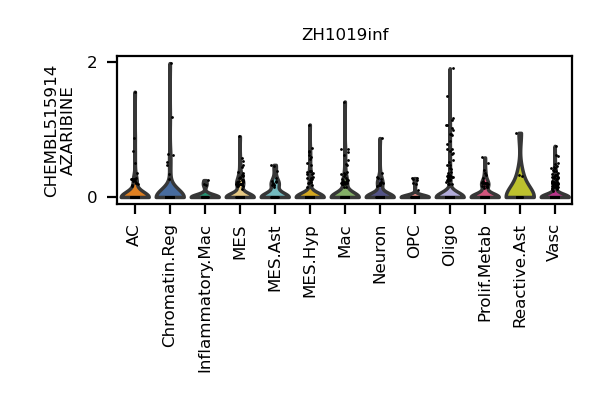 ZH1019inf
CHEMBL515914
AZARIBINE
2
0
AC
Chromatin.Reg
Inflammatory.Mac
MES
MES.Ast
MES.Hyp
Mac
Neuron
OPC
Oligo
Prolif.Metab
Reactive.Ast
Vasc